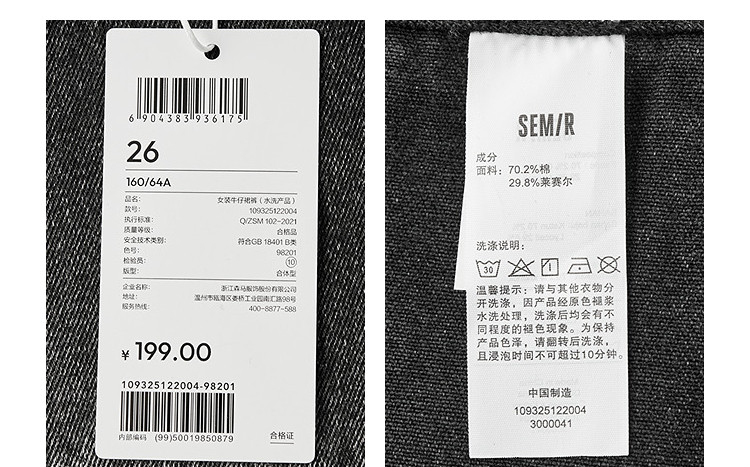 6 904383 936175
26
160/64A
品名: 女装牛仔裙裤（水洗产品）
款号: 109325122004
执行标准: Q/ZSM 102-2021
质量等级: 合格品
安全技术类别: 符合GB 18401 B类
色号: 98201
检验员: 10
版型: 合体型
企业名称: 浙江森马服饰股份有限公司
地址: 温州市瓯海区娄桥工业园南汇路98号
服务热线: 400-8877-588
¥ 199.00
109325122004-98201
内部编码 (99)50019850879
合格证
SEMIR
成分
面料: 70.2%棉
29.8%莱赛尔
洗涤说明:
30
温馨提示: 请与其他衣物分
开洗涤, 因产品经原色褪浆
水洗处理, 洗涤后均会有不
同程度的褪色现象。为保持
产品色泽, 请翻转后洗涤,
且浸泡时间不可超过10分钟。
中国制造
109325122004
3000041